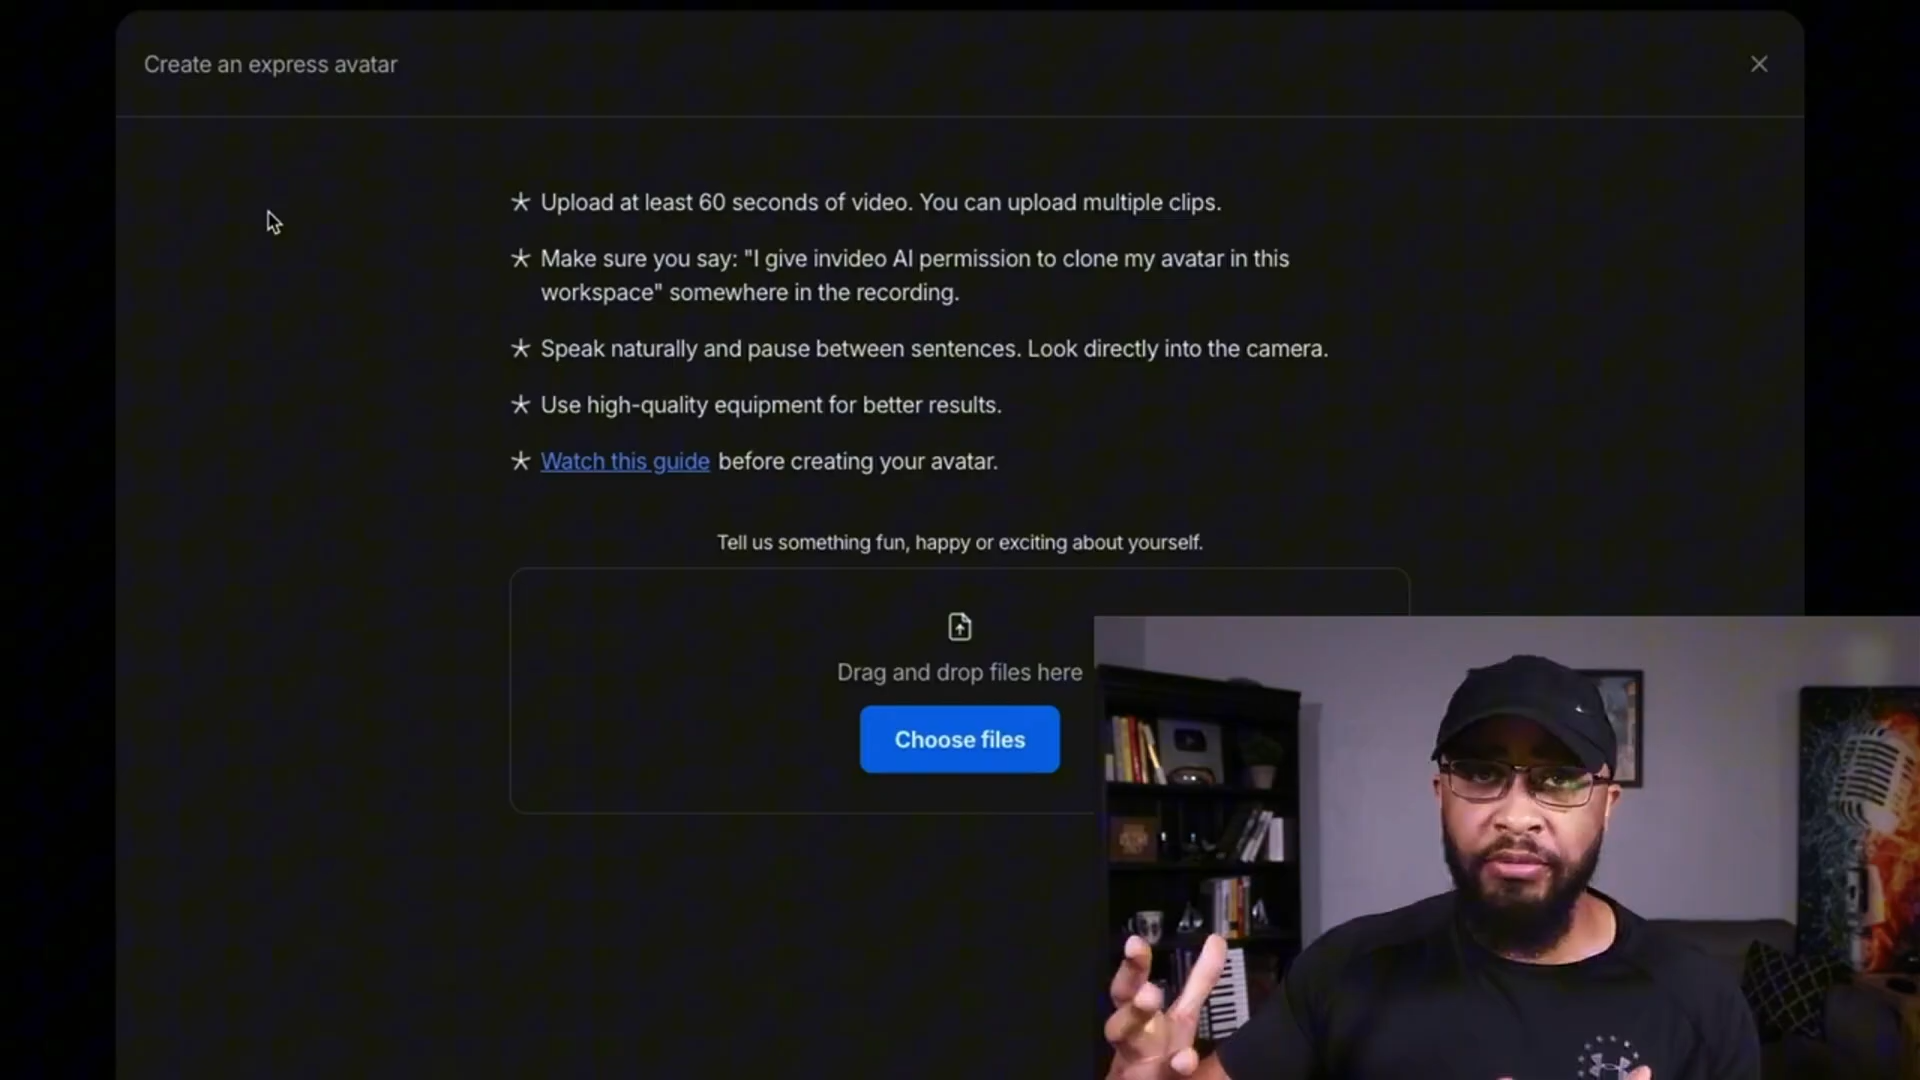 Create an express avatar
Upload at least 60 seconds of video. You can upload multiple clips.
Make sure you say: "I give invideo AI permission to clone my avatar in this
workspace" somewhere in the recording.
Speak naturally and pause between sentences. Look directly into the camera.
Use high-quality equipment for better results.
Watch this guide before creating your avatar.
Tell us something fun, happy or exciting about yourself.
Drag and drop files here
Choose files